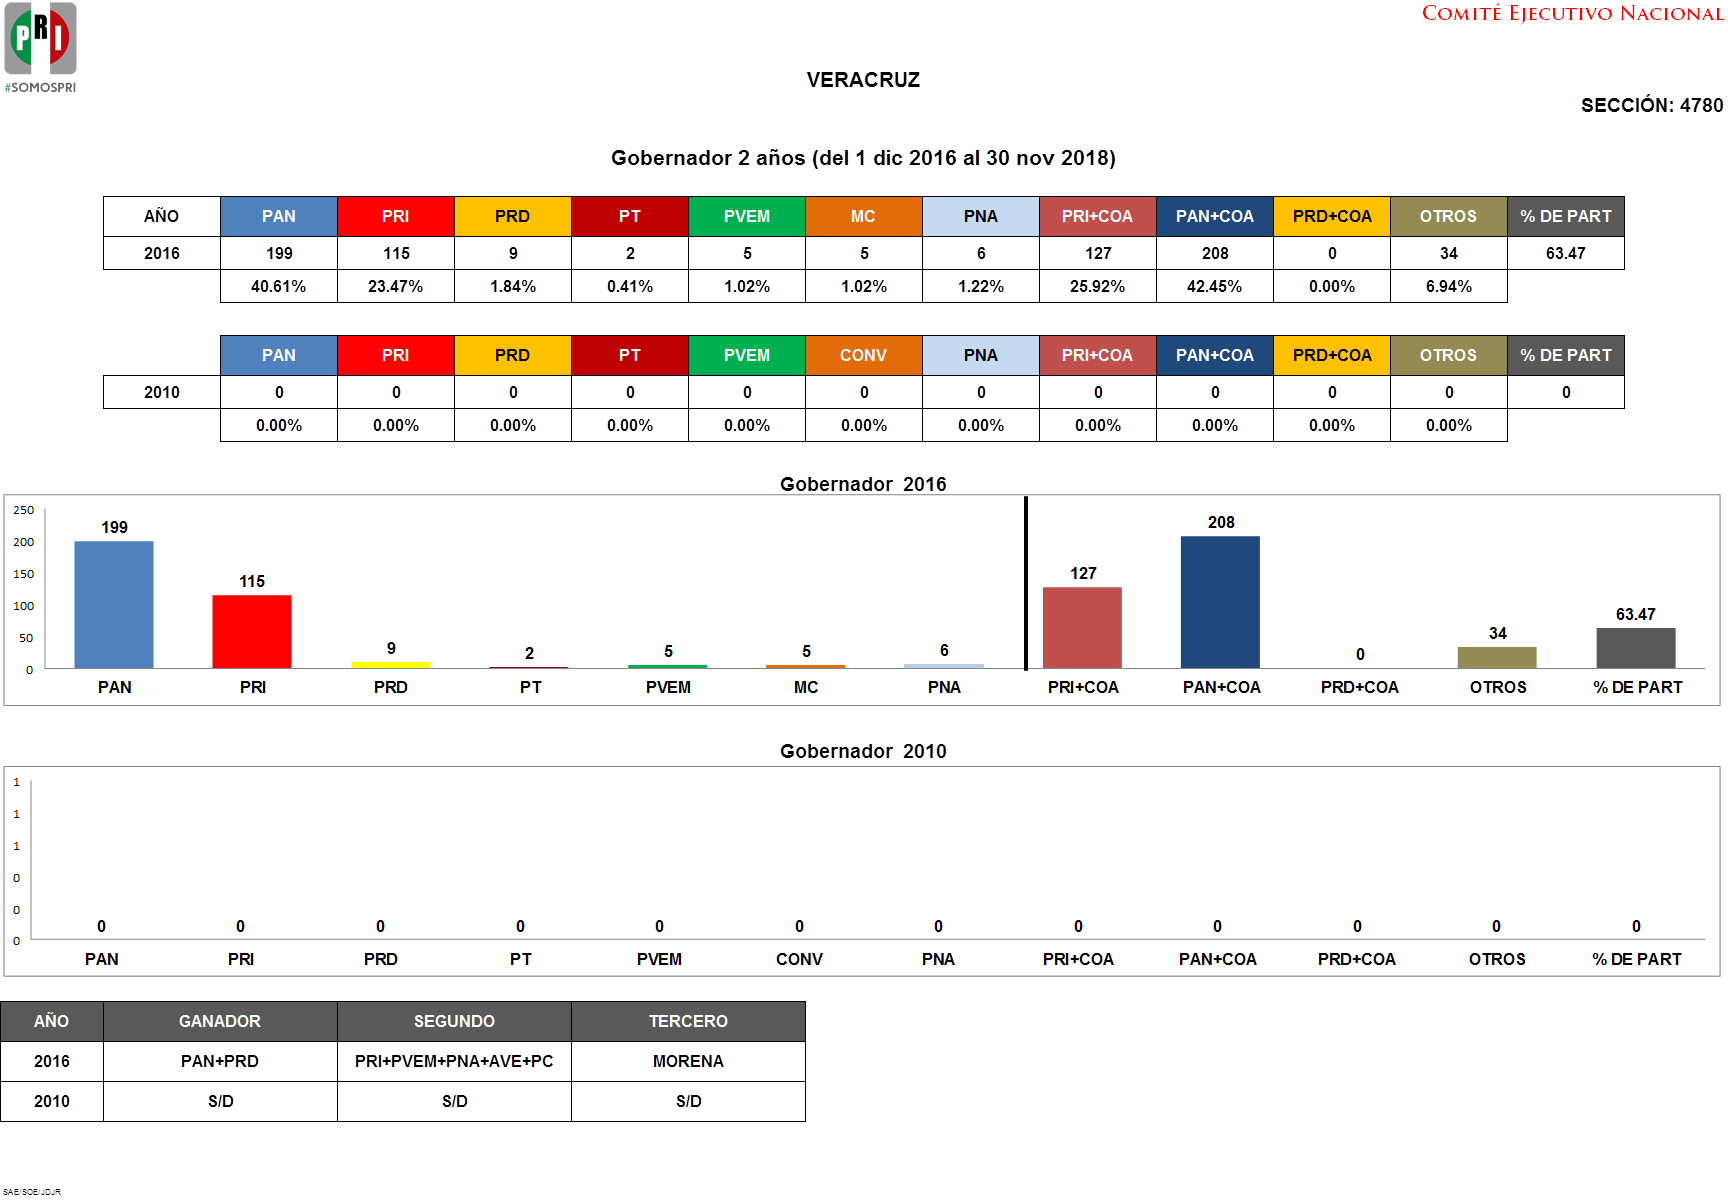 PRI
#SOMOSPRI
COMITÉ EJECUTIVO NACIONAL
VERACRUZ
SECCIÓN: 4780
Gobernador 2 años (del 1 dic 2016 al 30 nov 2018)
AÑO PAN PRI PRD PT PVEM MC PNA PRI+COA PAN+COA PRD+COA OTROS % DE PART
2016 199 115 9 2 5 5 6 127 208 0 34 63.47
40.61% 23.47% 1.84% 0.41% 1.02% 1.02% 1.22% 25.92% 42.45% 0.00% 6.94%
PAN PRI PRD PT PVEM CONV PNA PRI+COA PAN+COA PRD+COA OTROS % DE PART
2010 0 0 0 0 0 0 0 0 0 0 0 0
0.00% 0.00% 0.00% 0.00% 0.00% 0.00% 0.00% 0.00% 0.00% 0.00% 0.00%
Gobernador 2016
250
200
150
100
50
0
199 115 9 2 5 5 6 127 208 0 34 63.47
PAN PRI PRD PT PVEM MC PNA PRI+COA PAN+COA PRD+COA OTROS % DE PART
Gobernador 2010
1
1
1
0
0
0
0 0 0 0 0 0 0 0 0 0 0 0
PAN PRI PRD PT PVEM CONV PNA PRI+COA PAN+COA PRD+COA OTROS % DE PART
AÑO GANADOR SEGUNDO TERCERO
2016 PAN+PRD PRI+PVEM+PNA+AVE+PC MORENA
2010 S/D S/D S/D
SAE/SOE/JDJR